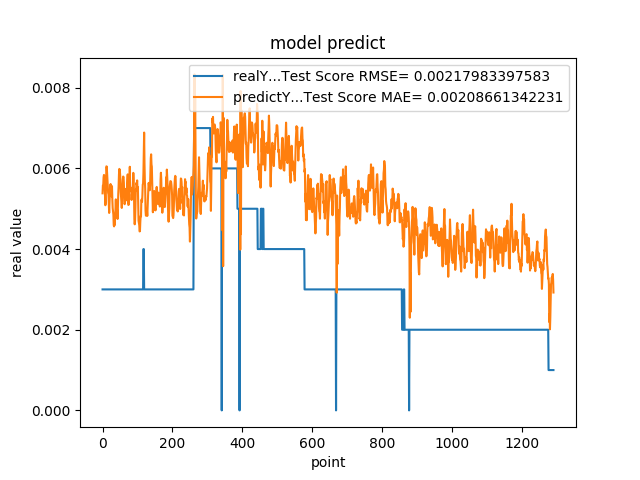 model predict
realY...Test Score RMSE= 0.00217983397583
predictY...Test Score MAE= 0.00208661342231
real value
0.008
0.006
0.004
0.002
0.000
0 200 400 600 800 1000 1200
point